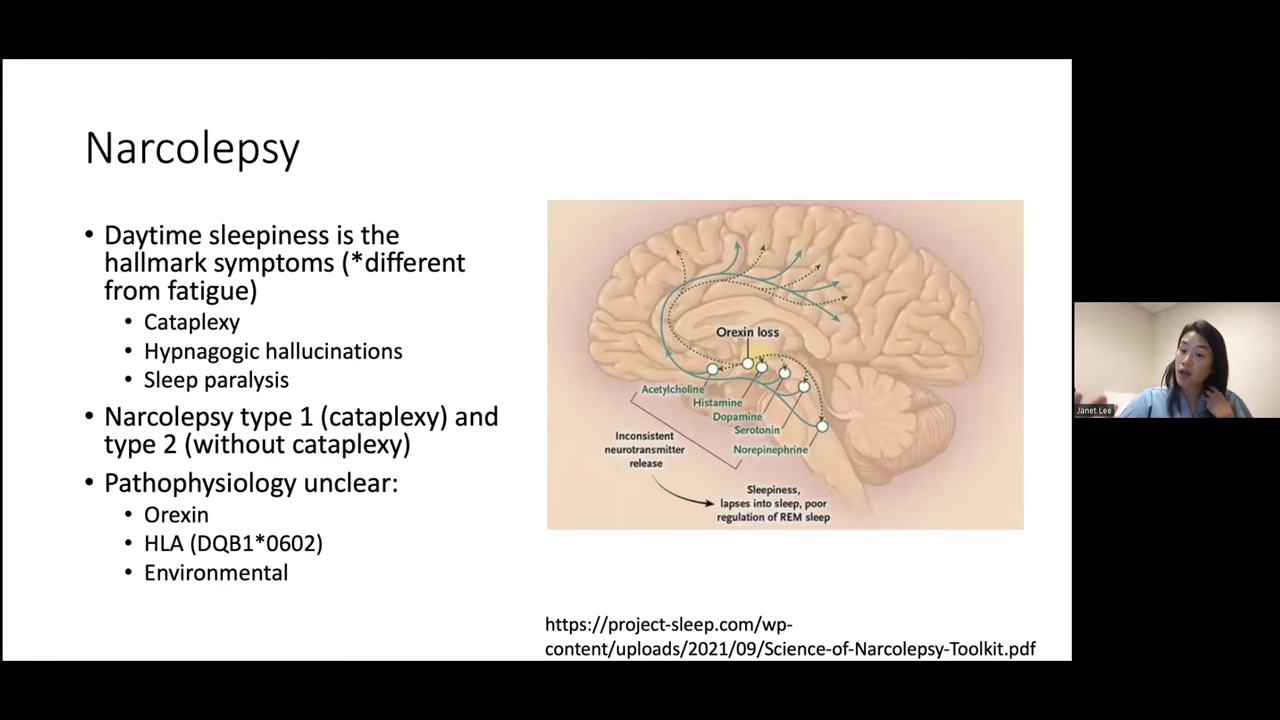 Narcolepsy
• Daytime sleepiness is the
hallmark symptoms (*different
from fatigue)
• Cataplexy
• Hypnagogic hallucinations
• Sleep paralysis
• Narcolepsy type 1 (cataplexy) and
type 2 (without cataplexy)
• Pathophysiology unclear:
• Orexin
• HLA (DQB1*0602)
• Environmental
Orexin loss
Acetylcholine
Histamine
Dopamine
Serotonin
Norepinephrine
Inconsistent
neurotransmitter
release
Sleepiness,
lapses into sleep, poor
regulation of REM sleep
https://project-sleep.com/wp-
content/uploads/2021/09/Science-of-Narcolepsy-Toolkit.pdf
Janet Lee